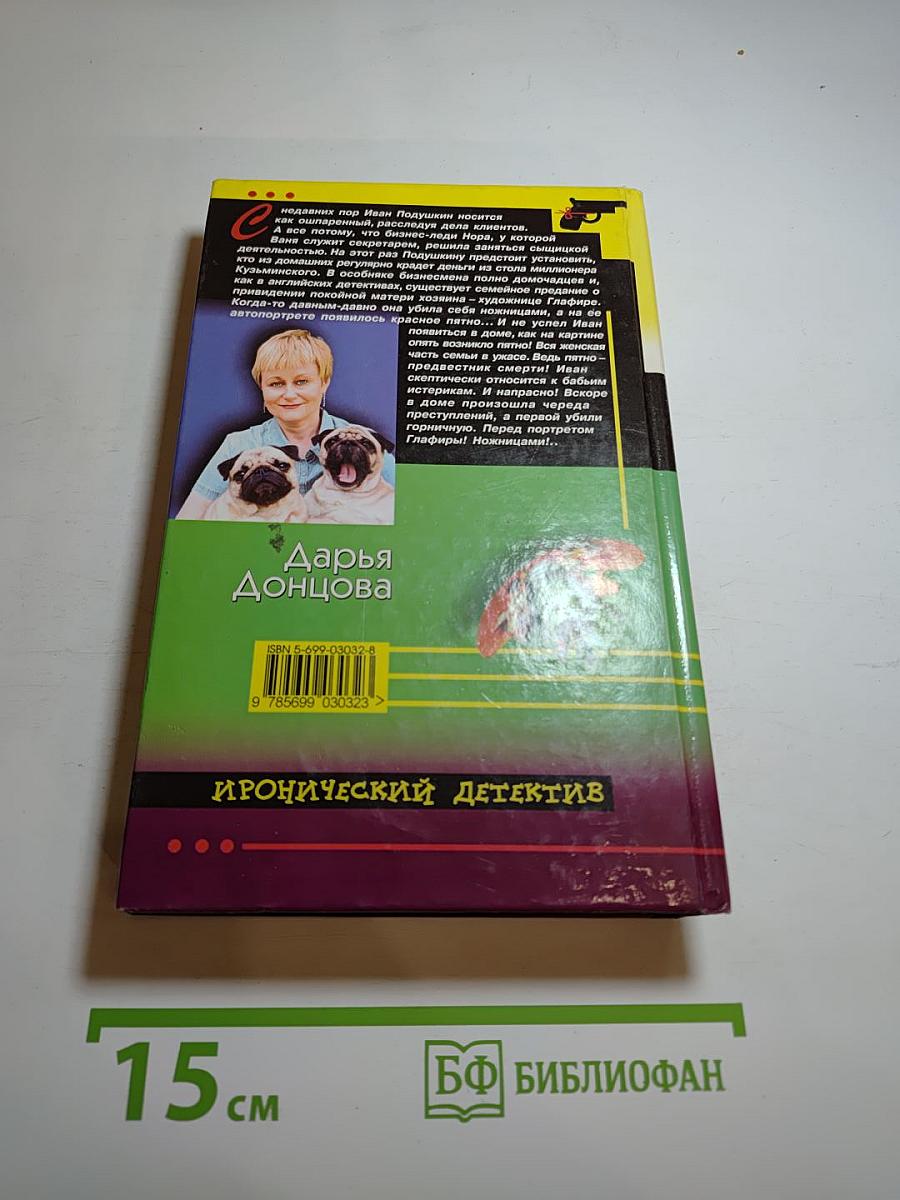 С недавних пор Иван Подушкин носится
как ошпаренный, расследуя дела клиентов.
А все потому, что бизнес-леди Нора, у которой
Ваня служит секретарем, решила заняться сыщицкой
деятельностью. На этот раз Подушкину предстоит установить,
кто из домашних регулярно крадет деньги из стола миллионера
Кузьминского. В особняке бизнесмена полно домочадцев и,
как в английских детективах, существует семейное предание о
привидении покойной матери хозяина – художнице Глафире.
Когда-то давным-давно она убила себя ножницами, а на ее
автопортрете появилось красное пятно... И не успел Иван
появиться в доме, как на картине
опять возникло пятно! Вся женская
часть семьи в ужасе. Ведь пятно –
предвестник смерти! Иван
скептически относится к бабьим
истерикам. И напрасно! Вскоре
в доме произошла череда
преступлений, а первой убили
горничную. Перед портретом
Глафиры! Ножницами!..
Дарья
Донцова
ISBN 5-699-03032-8
9 785699 030323 >
ИРОНИЧЕСКИЙ ДЕТЕКТИВ
15 см
БФ БИБЛИОФАН